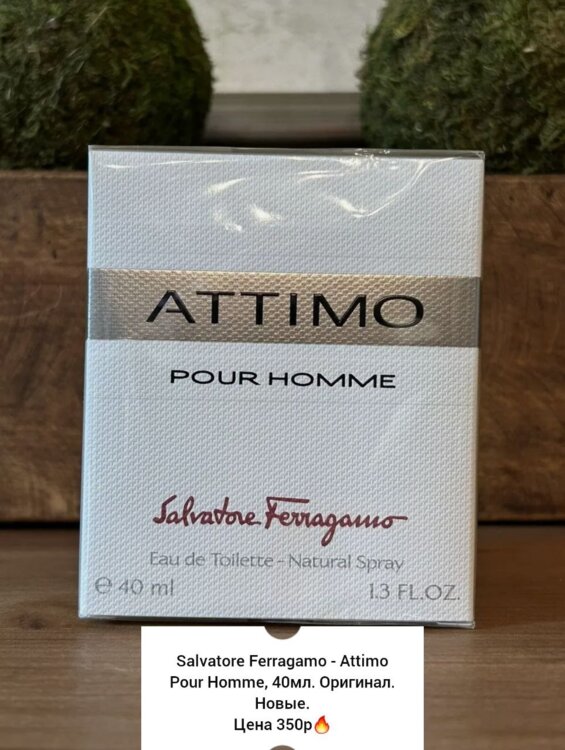 ATTIMO
POUR HOMME
Salvatore Ferragamo
Eau de Toilette - Natural Spray
e 40 ml 1.3 FL.OZ.
Salvatore Ferragamo - Attimo
Pour Homme, 40мл. Оригинал.
Новые.
Цена 350р🔥